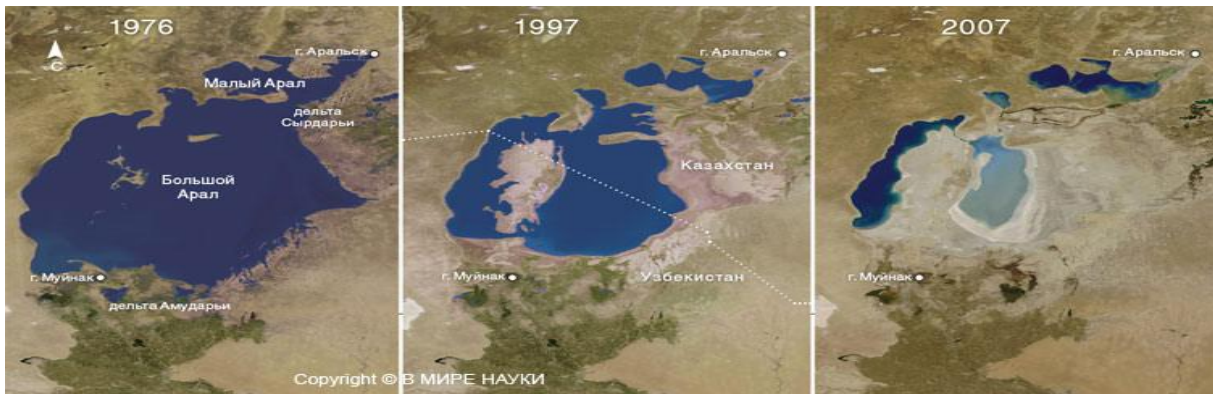 1976
г. Аральск
С
Малый Арал
дельта
Сырдарьи
Большой
Арал
г. Муйнак
дельта Амударьи
1997
г. Аральск
Казахстан
г. Муйнак
Узбекистан
2007
г. Аральск
г. Муйнак
Copyright © В МИРЕ НАУКИ